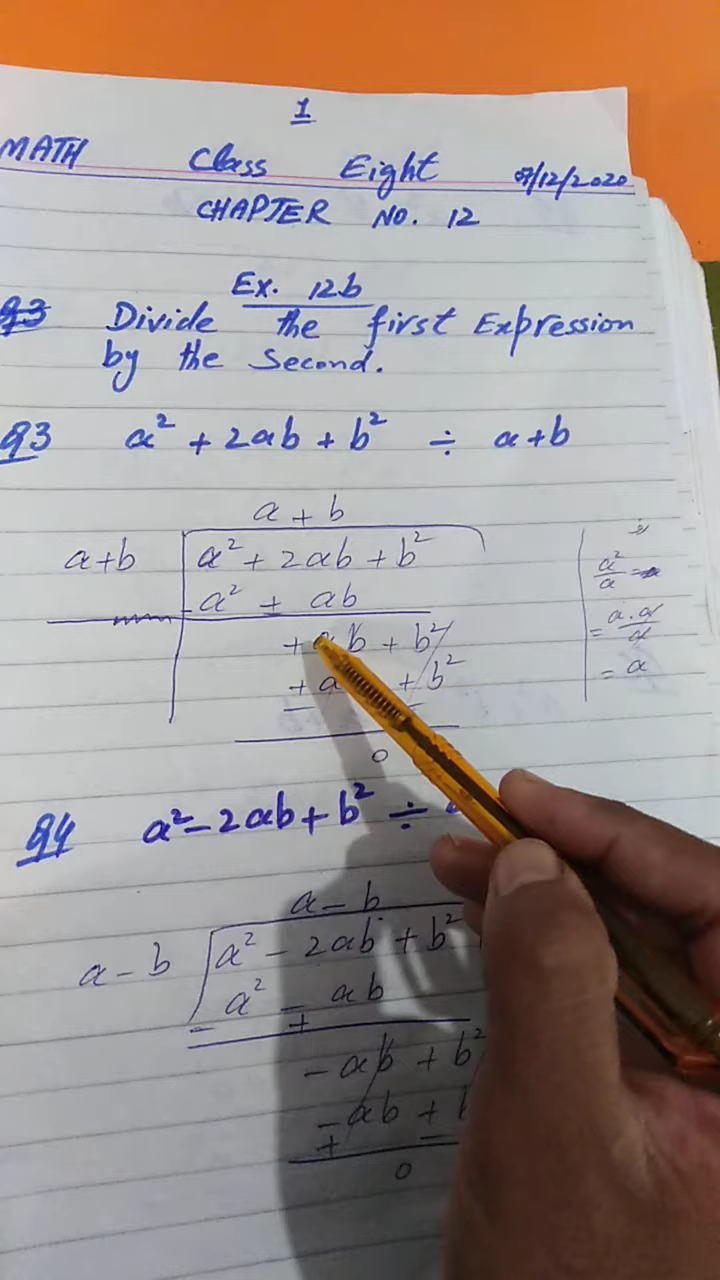 1
MATH Class Eight 07/12/2020
CHAPTER NO. 12
Ex. 12b
Q3 Divide the first Expression
by the Second.
Q3 a² + 2ab + b² ÷ a+b
a + b
a+b a² + 2ab + b²
- a² ± ab
+ ab + b²
+ a + b²
- -
0
a²/a =
= a.a/a
= a
Q4 a² - 2ab + b² ÷
a - b
a - b a² - 2ab + b²
a² - ab
- +
- ab + b²
- ab +
+ -
0